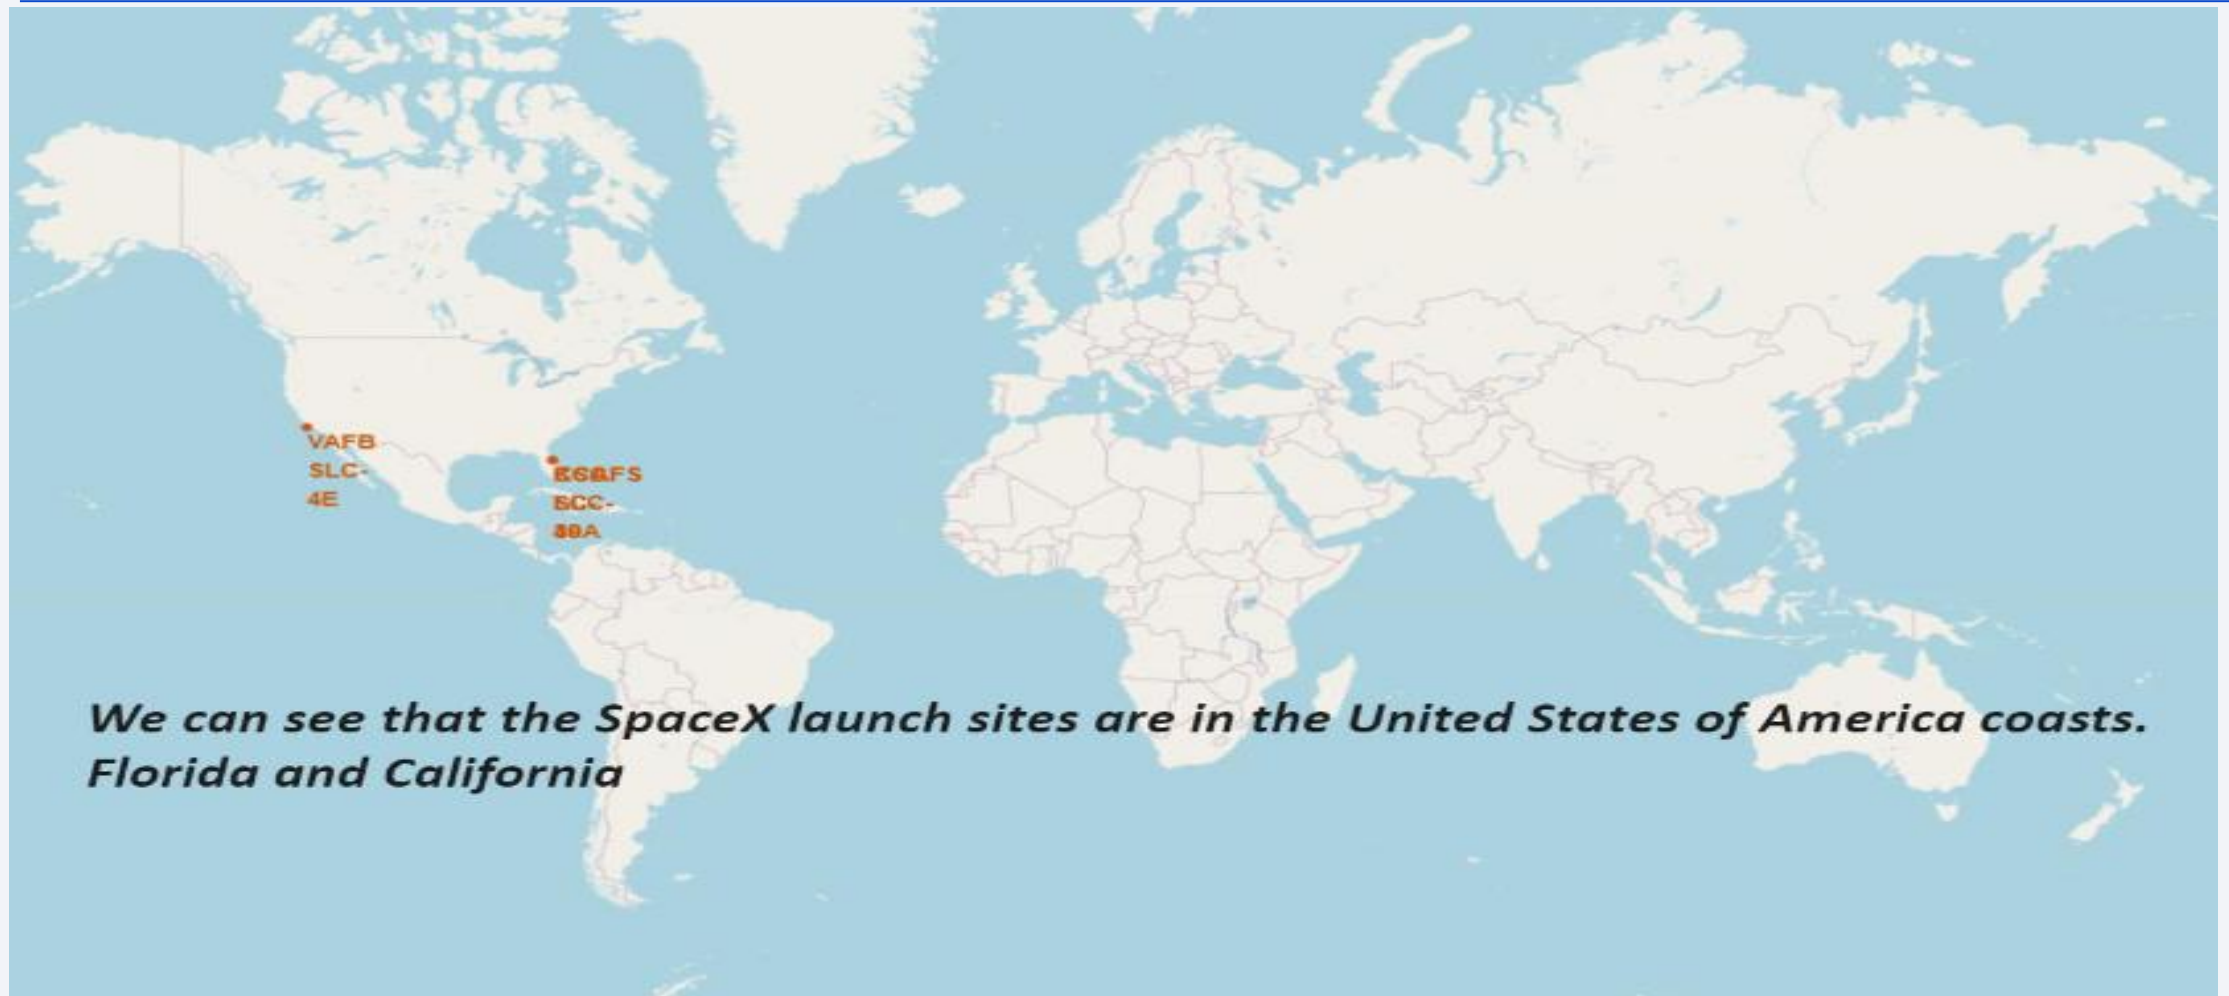 VAFB
SLC-
4E
We can see that the SpaceX launch sites are in the United States of America coasts.
Florida and California